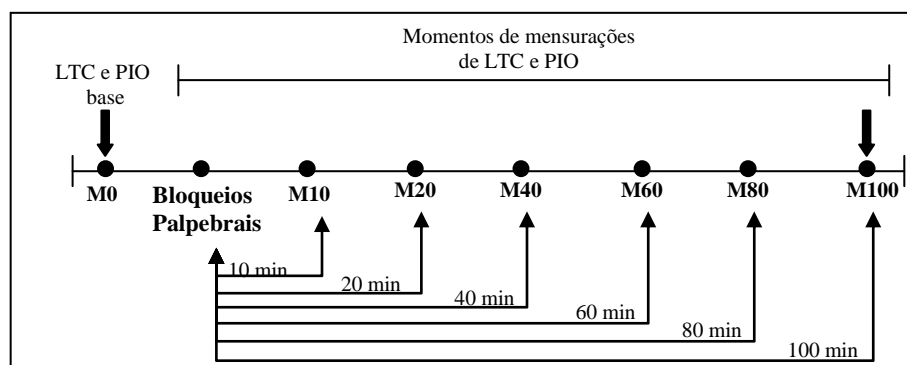 Momentos de mensurações
de LTC e PIO
LTC e PIO
base
M0
Bloqueios
Palpebrais
M10
M20
M40
M60
M80
M100
10 min
20 min
40 min
60 min
80 min
100 min